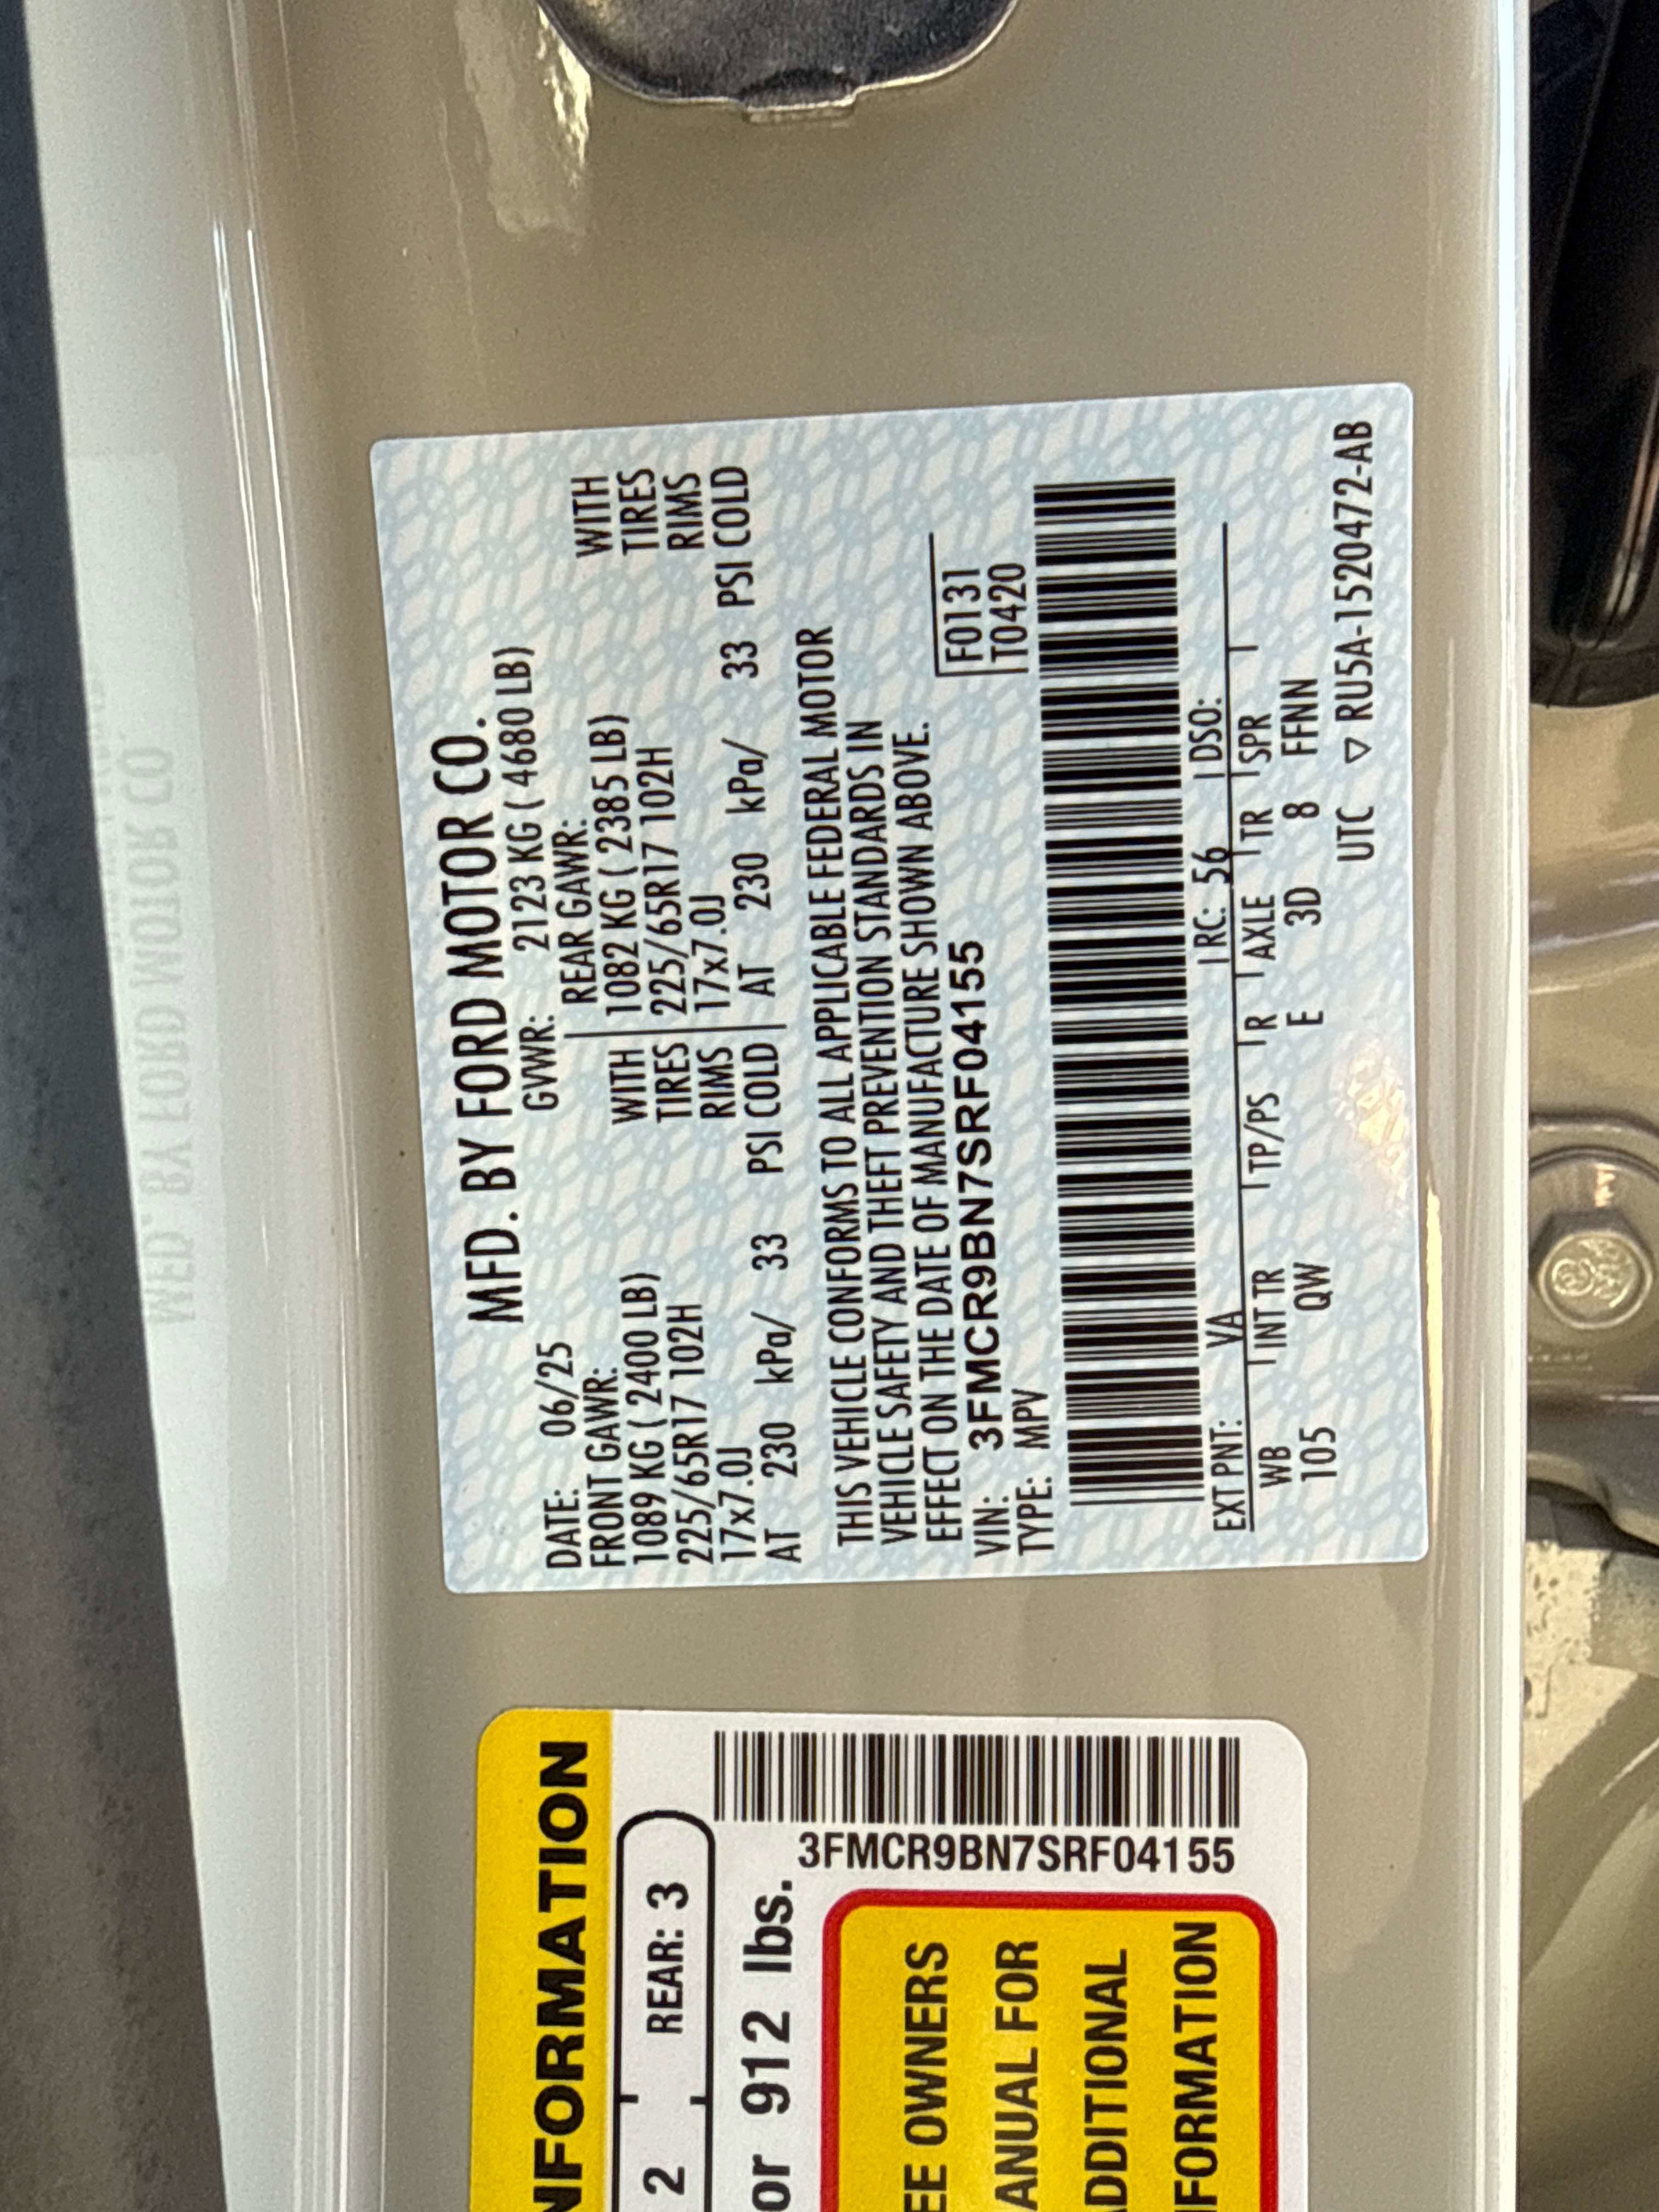 MFD. BY FORD MOTOR CO.
DATE: 06/25 GVWR: 2123 KG ( 4680 LB)
FRONT GAWR: REAR GAWR:
1089 KG ( 2400 LB) WITH 1082 KG ( 2385 LB) WITH
225/65R17 102H TIRES 225/65R17 102H TIRES
17x7.0J RIMS 17x7.0J RIMS
AT 230 kPa/ 33 PSI COLD AT 230 kPa/ 33 PSI COLD
THIS VEHICLE CONFORMS TO ALL APPLICABLE FEDERAL MOTOR
VEHICLE SAFETY AND THEFT PREVENTION STANDARDS IN
EFFECT ON THE DATE OF MANUFACTURE SHOWN ABOVE.
VIN: 3FMCR9BN7SRF04155 F0131
TYPE: MPV T0420
EXT PNT: VA RC: 56 DSO:
WB INT TR TP/PS R AXLE TR SPR
105 QW E 3D 8 FFNN
UTC ▽ RU5A-1520472-AB
NFORMATION
2 REAR: 3
or 912 lbs.
3FMCR9BN7SRF04155
EE OWNERS
ANUAL FOR
ADDITIONAL
FORMATION